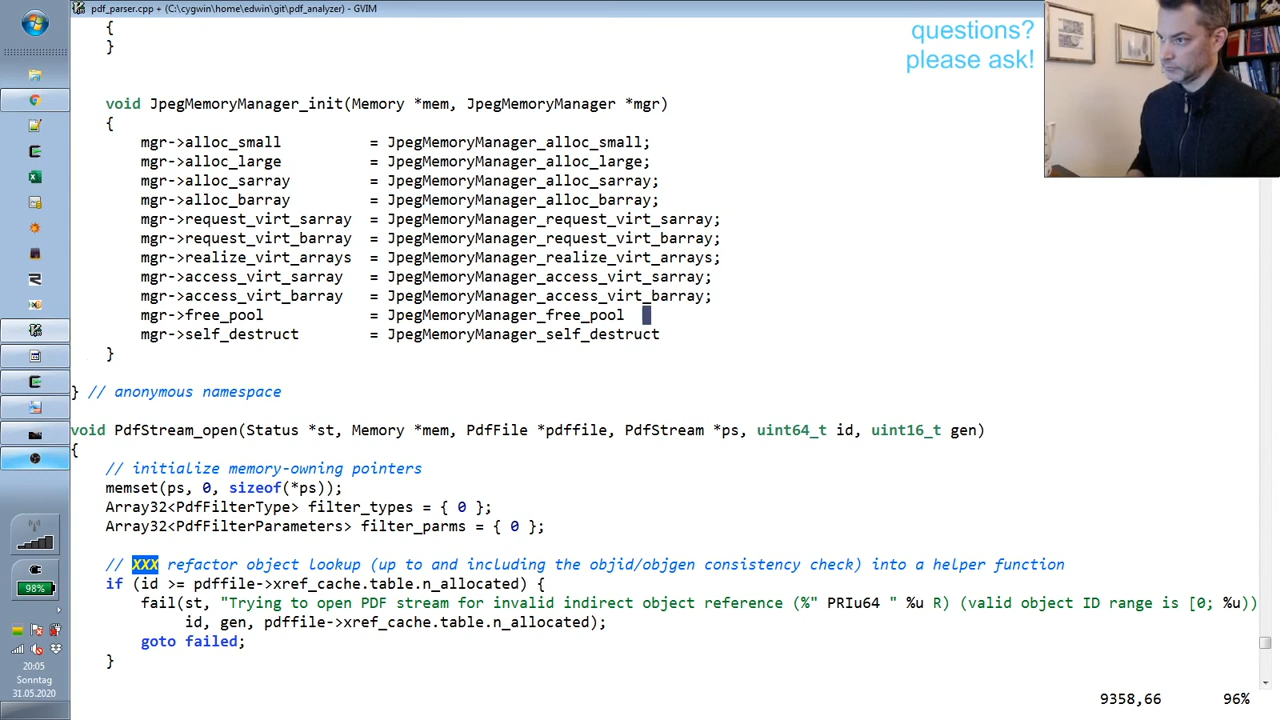 pdf_parser.cpp + (C:\cygwin\home\edwin\git\pdf_analyzer) - GVIM
questions?
please ask!
{
}
void JpegMemoryManager_init(Memory *mem, JpegMemoryManager *mgr)
{
mgr->alloc_small = JpegMemoryManager_alloc_small;
mgr->alloc_large = JpegMemoryManager_alloc_large;
mgr->alloc_sarray = JpegMemoryManager_alloc_sarray;
mgr->alloc_barray = JpegMemoryManager_alloc_barray;
mgr->request_virt_sarray = JpegMemoryManager_request_virt_sarray;
mgr->request_virt_barray = JpegMemoryManager_request_virt_barray;
mgr->realize_virt_arrays = JpegMemoryManager_realize_virt_arrays;
mgr->access_virt_sarray = JpegMemoryManager_access_virt_sarray;
mgr->access_virt_barray = JpegMemoryManager_access_virt_barray;
mgr->free_pool = JpegMemoryManager_free_pool
mgr->self_destruct = JpegMemoryManager_self_destruct
}
} // anonymous namespace
void PdfStream_open(Status *st, Memory *mem, PdfFile *pdffile, PdfStream *ps, uint64_t id, uint16_t gen)
{
// initialize memory-owning pointers
memset(ps, 0, sizeof(*ps));
Array32<PdfFilterType> filter_types = { 0 };
Array32<PdfFilterParameters> filter_parms = { 0 };
// XXX refactor object lookup (up to and including the objid/objgen consistency check) into a helper function
if (id >= pdffile->xref_cache.table.n_allocated) {
fail(st, "Trying to open PDF stream for invalid indirect object reference (%" PRIu64 " %u R) (valid object ID range is [0; %u))
id, gen, pdffile->xref_cache.table.n_allocated);
goto failed;
}
9358,66 96%
98%
20:05
Sonntag
31.05.2020